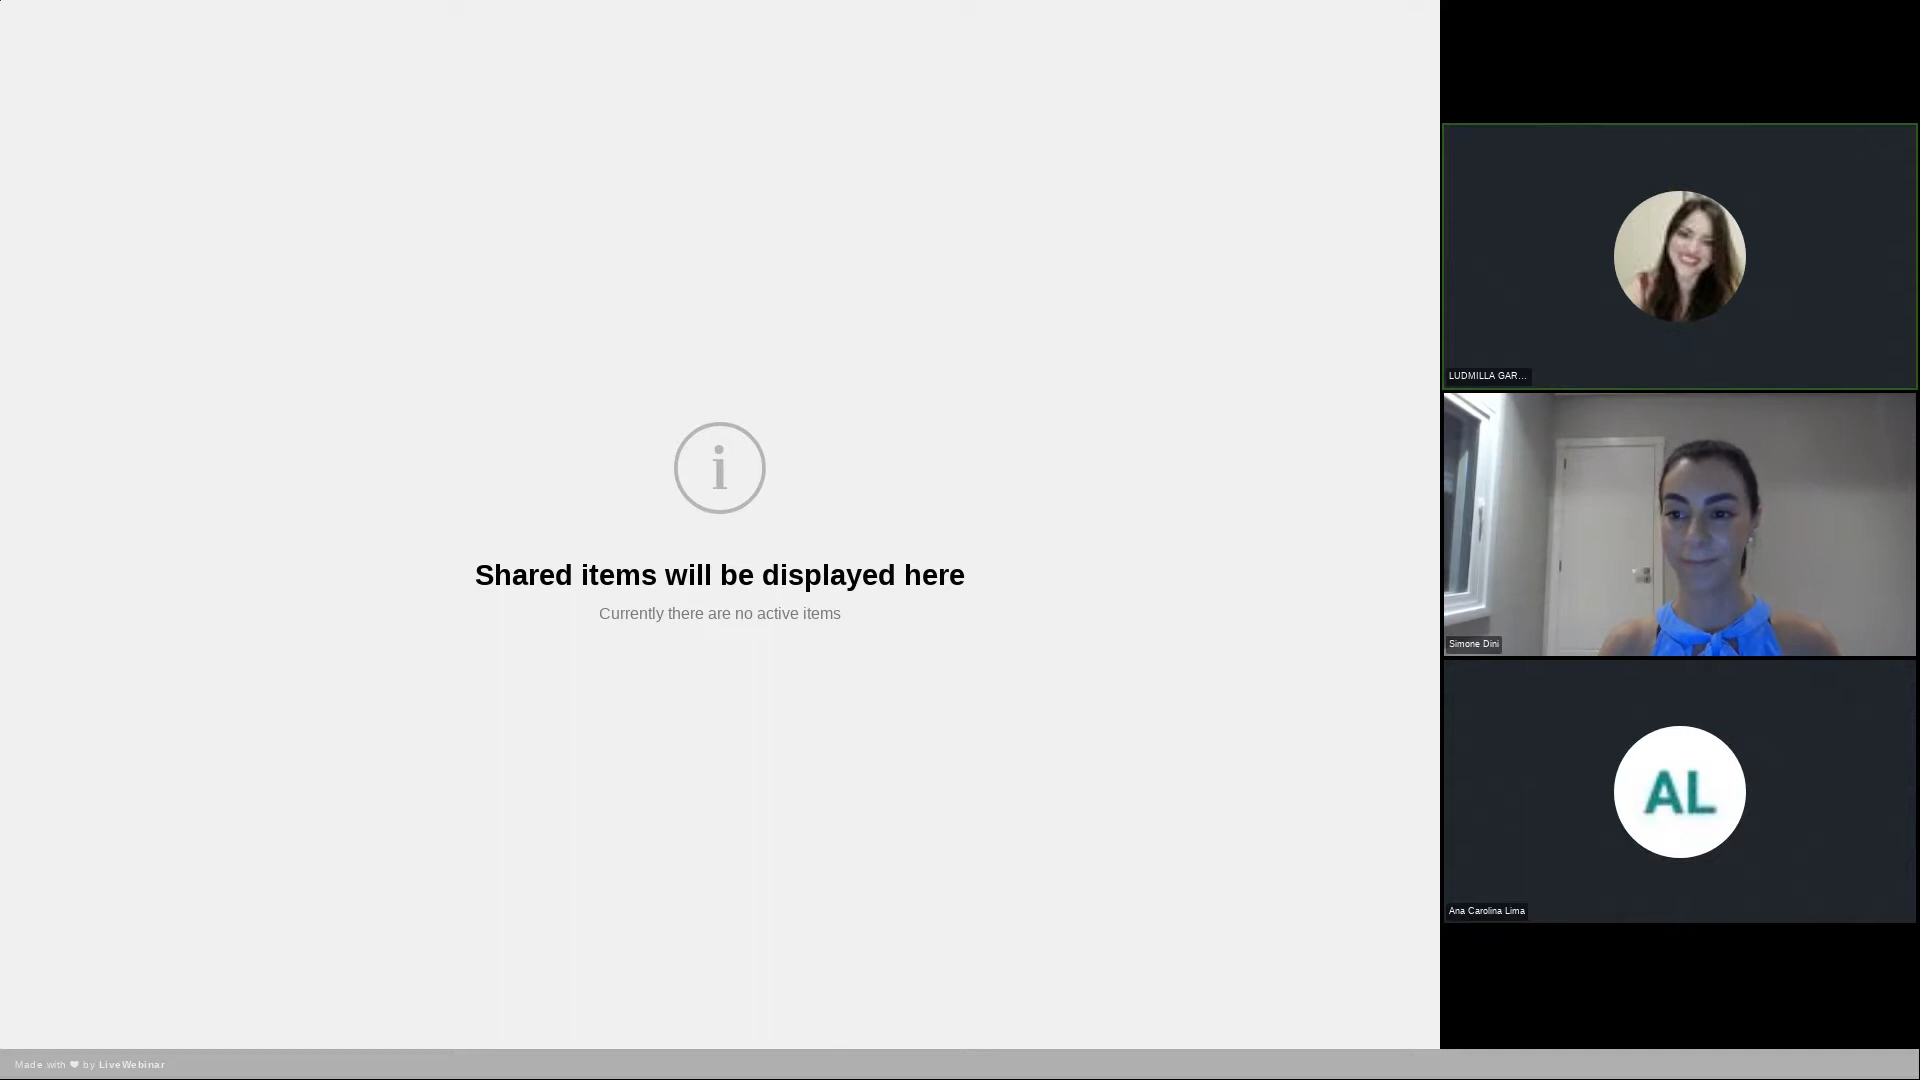 Shared items will be displayed here
Currently there are no active items
LUDMILLA GAR...
Simone Dini
AL
Ana Carolina Lima
Made with ❤ by LiveWebinar